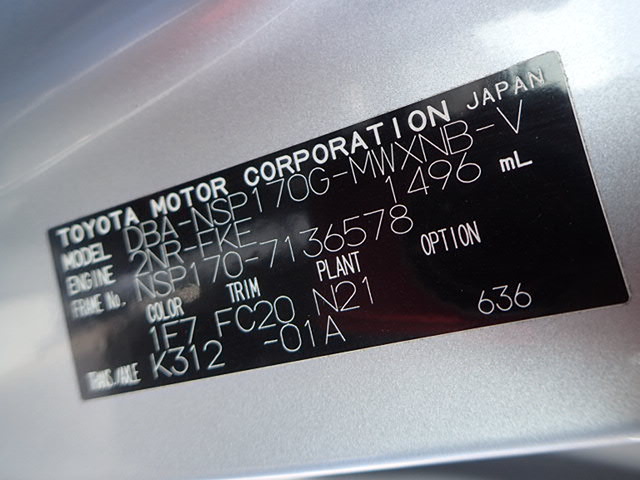 TOYOTA MOTOR CORPORATION JAPAN
MODEL DBA-NSP170G-MWXNB-V
ENGINE 2NR-FKE 1496 mL
FRAME No. NSP170-7136578
COLOR TRIM PLANT OPTION
1F7 FC20 N21
TRANS./AXLE K312 -01A 636